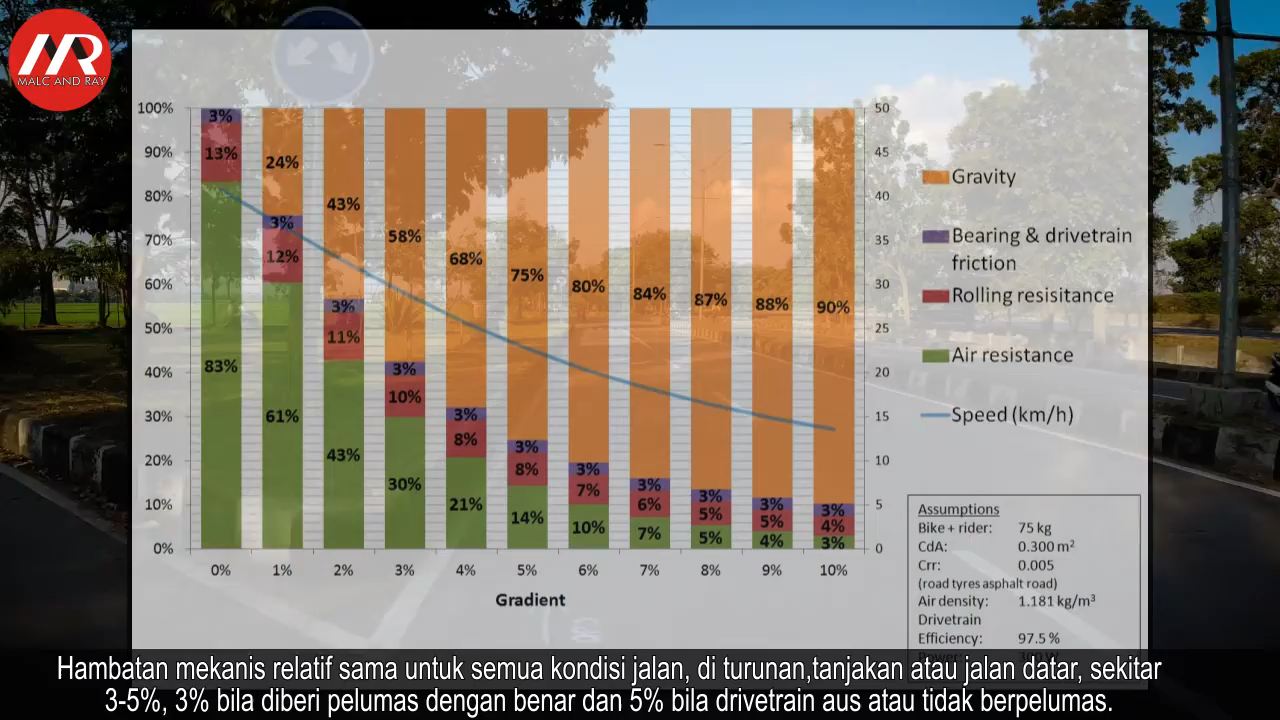 MR
MALC AND RAY
100%
90%
80%
70%
60%
50%
40%
30%
20%
10%
0%
3% 13% 83%
24% 3% 12% 61%
43% 3% 11% 43%
58% 3% 10% 30%
68% 3% 8% 21%
75% 3% 8% 14%
80% 3% 7% 10%
84% 3% 6% 7%
87% 3% 5% 5%
88% 3% 5% 4%
90% 3% 4% 3%
50
45
40
35
30
25
20
15
10
5
0
0% 1% 2% 3% 4% 5% 6% 7% 8% 9% 10%
Gradient
Gravity
Bearing & drivetrain
friction
Rolling resisitance
Air resistance
Speed (km/h)
Assumptions
Bike + rider: 75 kg
CdA: 0.300 m²
Crr: 0.005
(road tyres asphalt road)
Air density: 1.181 kg/m³
Drivetrain
Efficiency: 97.5 %
Hambatan mekanis relatif sama untuk semua kondisi jalan, di turunan,tanjakan atau jalan datar, sekitar
3-5%, 3% bila diberi pelumas dengan benar dan 5% bila drivetrain aus atau tidak berpelumas.